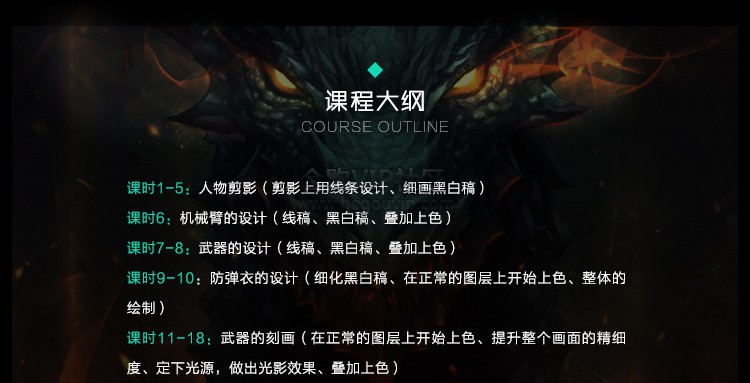 课程大纲
COURSE OUTLINE
课时1-5：人物剪影（剪影上用线条设计、细画黑白稿）
课时6：机械臂的设计（线稿、黑白稿、叠加上色）
课时7-8：武器的设计（线稿、黑白稿、叠加上色）
课时9-10：防弹衣的设计（细化黑白稿、在正常的图层上开始上色、整体的
绘制）
课时11-18：武器的刻画（在正常的图层上开始上色、提升整个画面的精细
度、定下光源，做出光影效果、叠加上色）